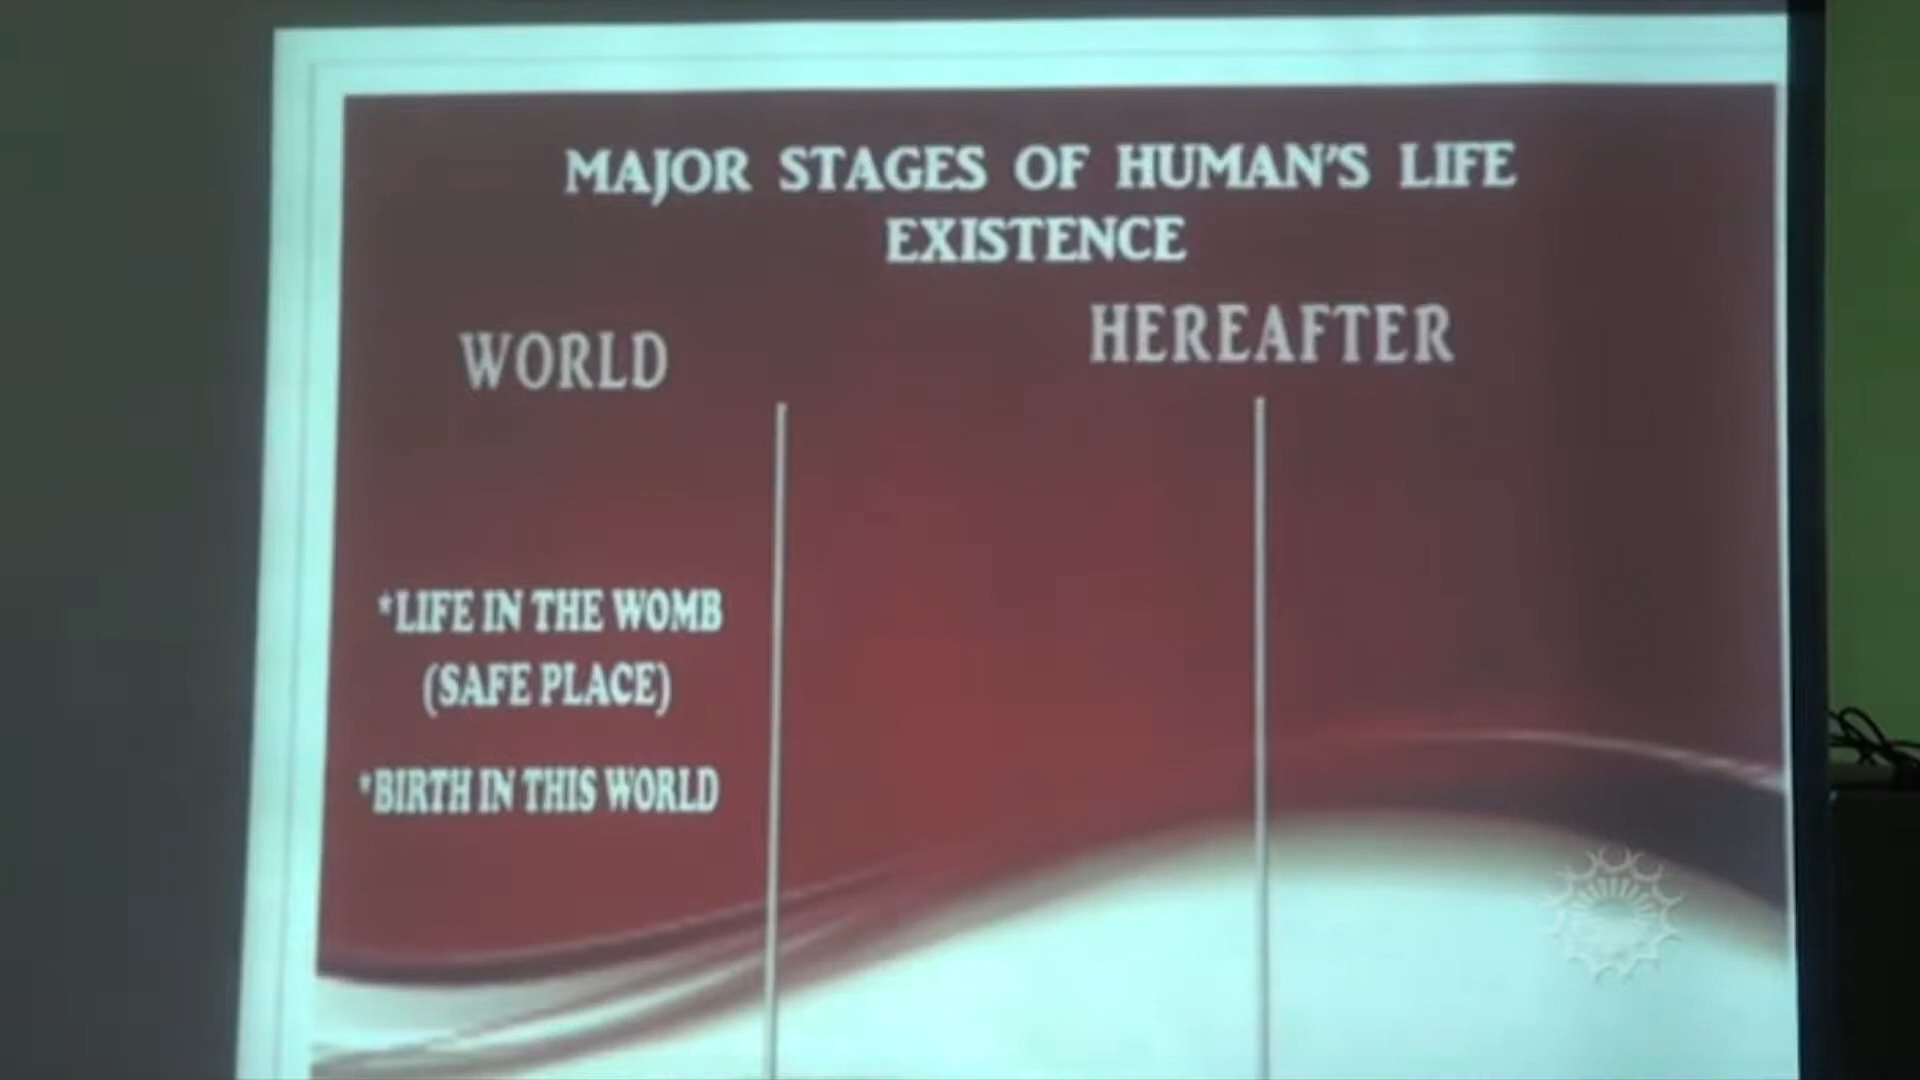 MAJOR STAGES OF HUMAN'S LIFE
EXISTENCE
WORLD
HEREAFTER
*LIFE IN THE WOMB
(SAFE PLACE)
*BIRTH IN THIS WORLD